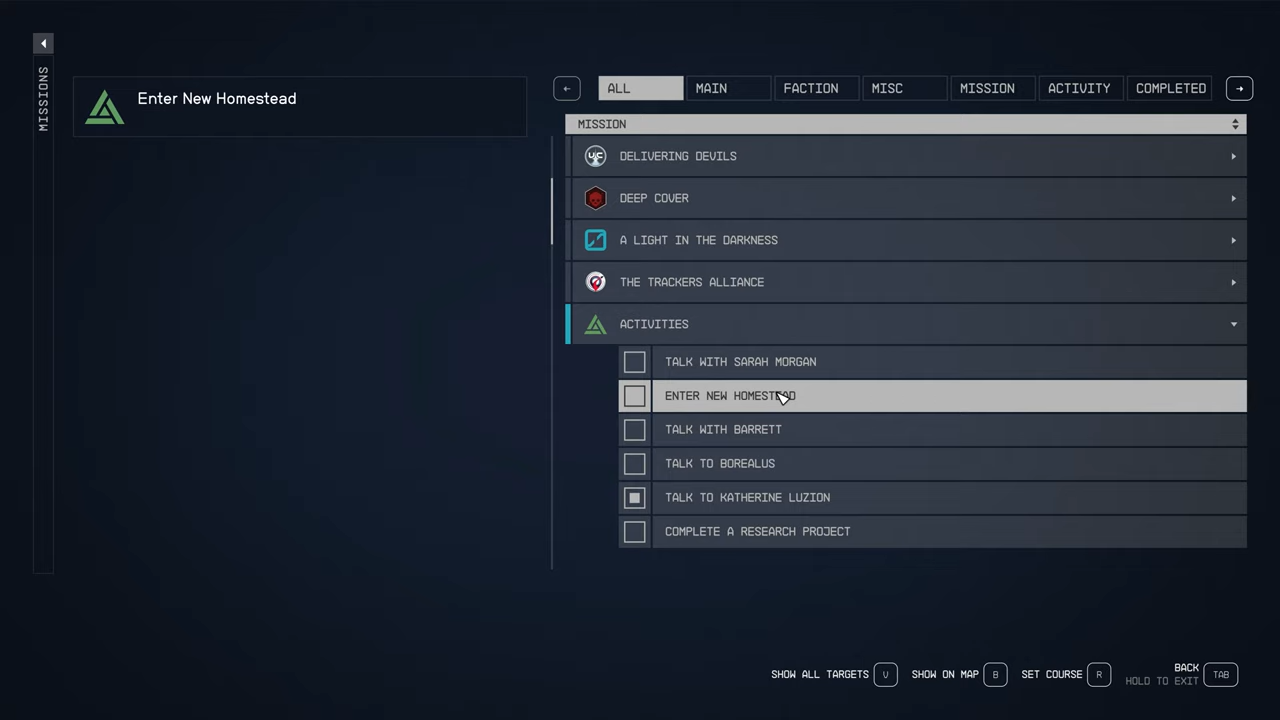 MISSIONS
Enter New Homestead
ALL MAIN FACTION MISC MISSION ACTIVITY COMPLETED
MISSION
DELIVERING DEVILS
DEEP COVER
A LIGHT IN THE DARKNESS
THE TRACKERS ALLIANCE
ACTIVITIES
TALK WITH SARAH MORGAN
ENTER NEW HOMESTEAD
TALK WITH BARRETT
TALK TO BOREALUS
TALK TO KATHERINE LUZION
COMPLETE A RESEARCH PROJECT
SHOW ALL TARGETS V SHOW ON MAP B SET COURSE R BACK TAB
HOLD TO EXIT